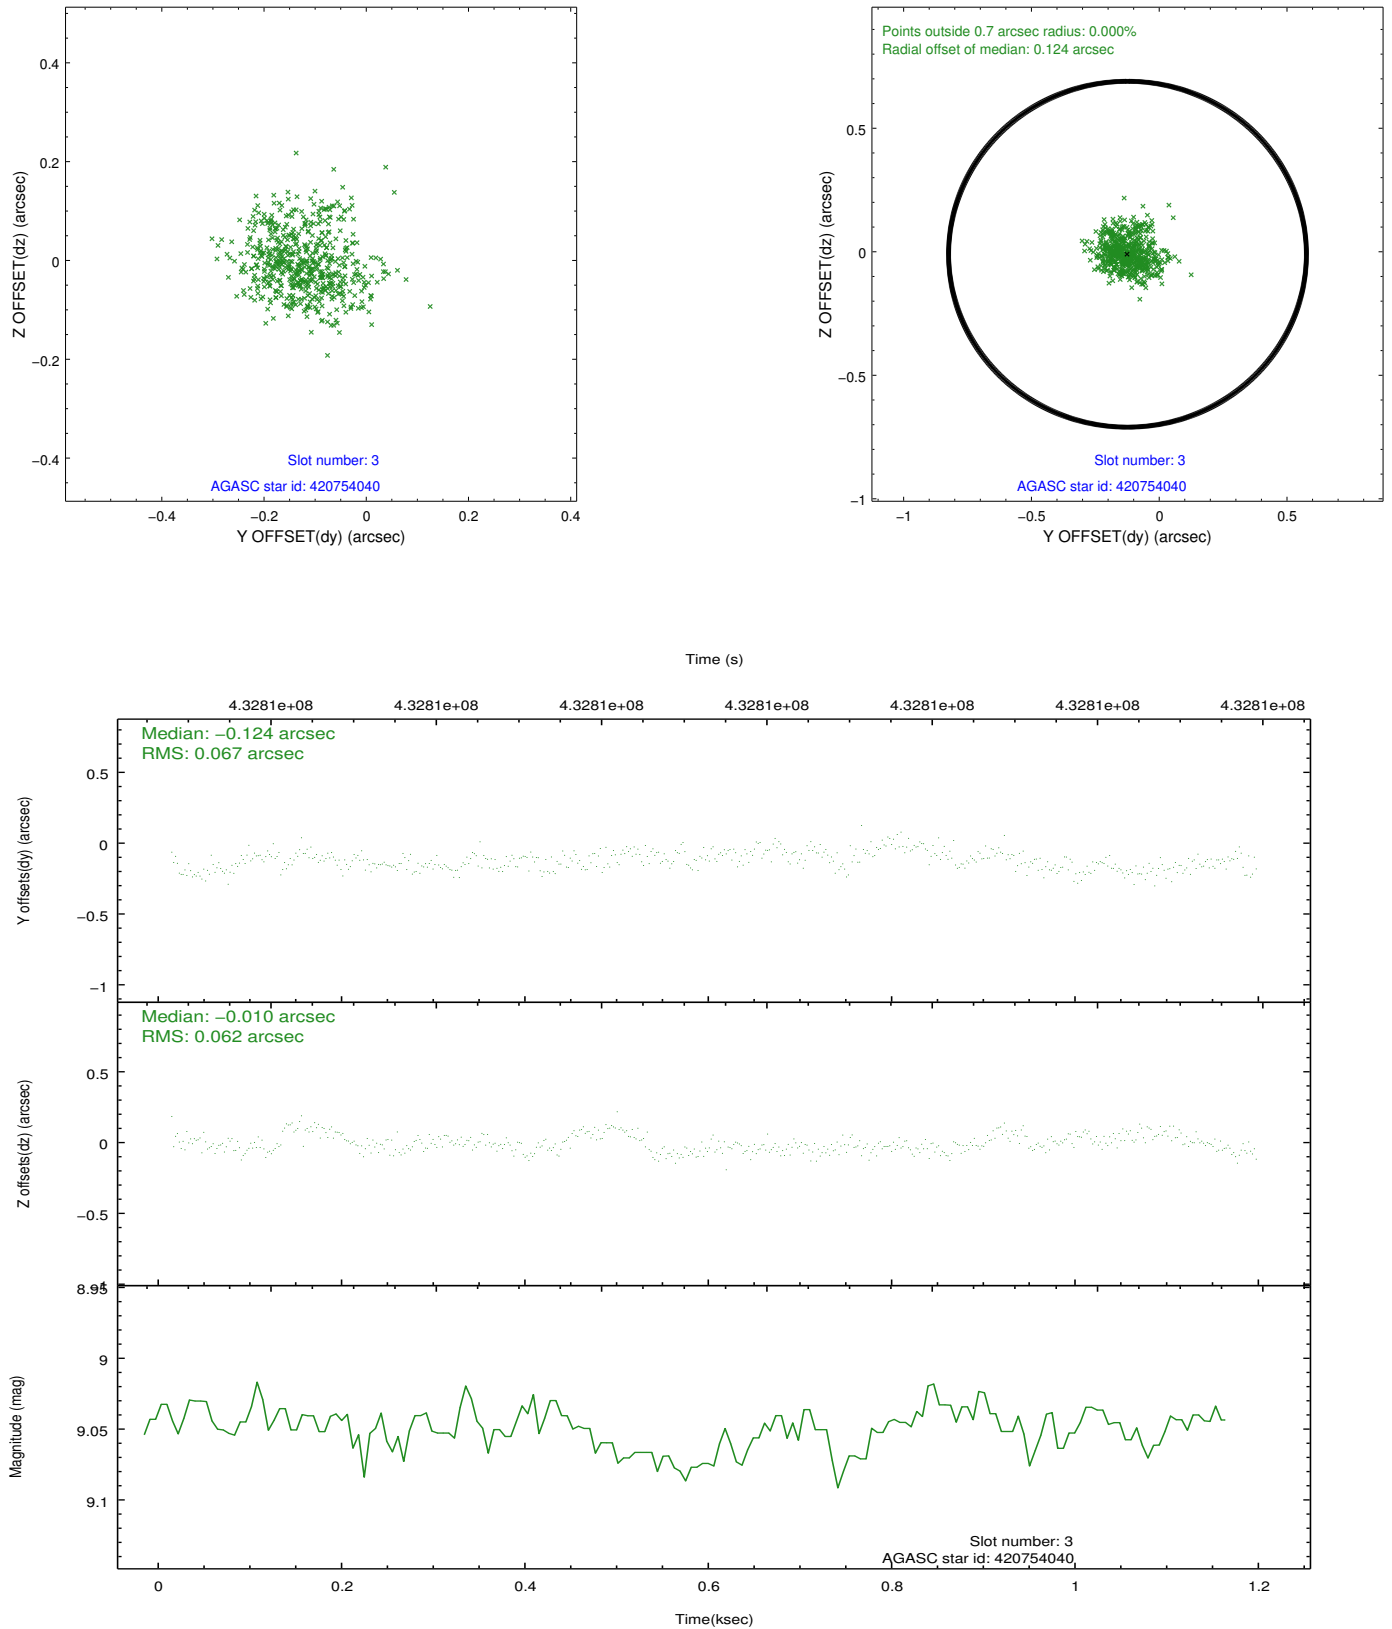 0.4
0.2
0
−0.2
−0.4
Z OFFSET(dz) (arcsec)
Slot number: 3
AGASC star id: 420754040
−0.4 −0.2 0 0.2 0.4
Y OFFSET(dy) (arcsec)
Points outside 0.7 arcsec radius: 0.000%
Radial offset of median: 0.124 arcsec
0.5
0
−0.5
−1
Z OFFSET(dz) (arcsec)
Slot number: 3
AGASC star id: 420754040
−1 −0.5 0 0.5
Y OFFSET(dy) (arcsec)
Time (s)
4.3281e+08 4.3281e+08 4.3281e+08 4.3281e+08 4.3281e+08 4.3281e+08 4.3281e+08
Median: −0.124 arcsec
RMS: 0.067 arcsec
0.5
0
−0.5
−1
Y offsets(dy) (arcsec)
Median: −0.010 arcsec
RMS: 0.062 arcsec
0.5
0
−0.5
Z offsets(dz) (arcsec)
8.95
9
9.05
9.1
Magnitude (mag)
Slot number: 3
AGASC star id: 420754040
0 0.2 0.4 0.6 0.8 1 1.2
Time(ksec)